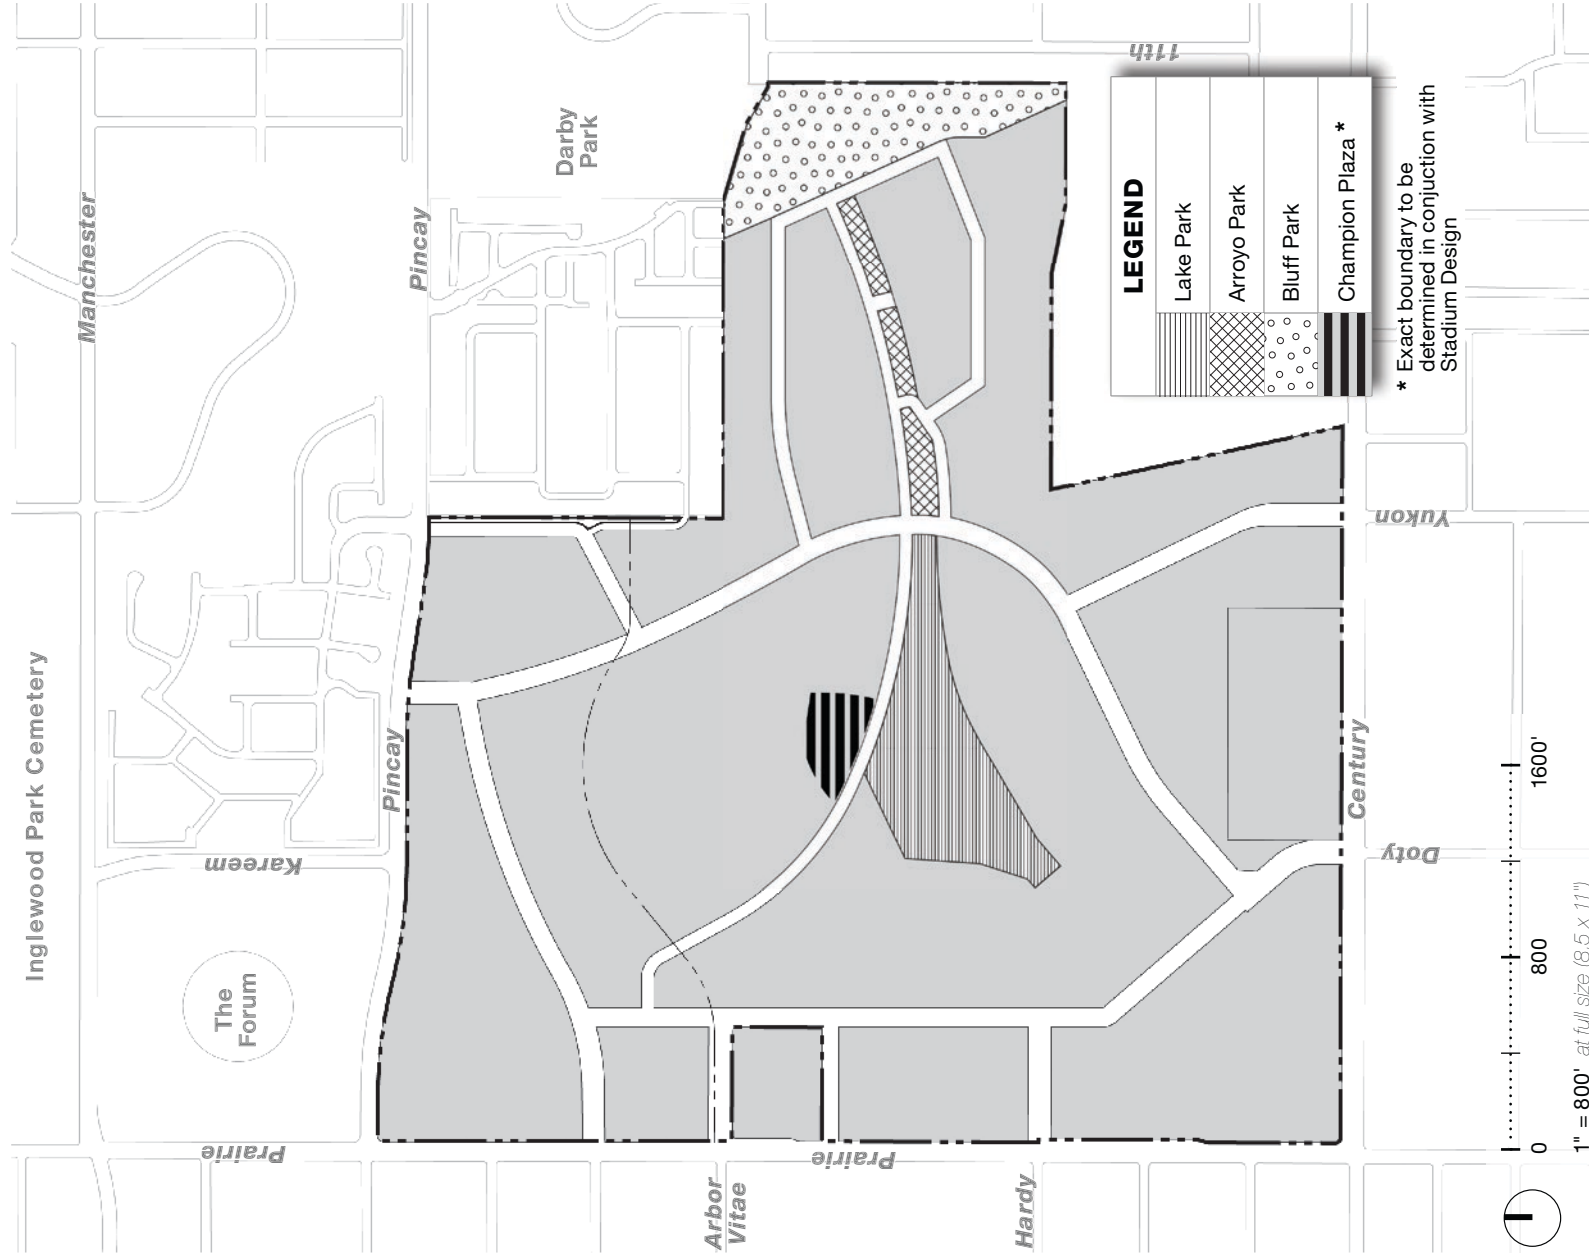 Inglewood Park Cemetery
Manchester
The
Forum
Kareem
Prairie
Pincay
Pincay
Darby
Park
11th
Arbor
Vitae
Prairie
Hardy
Yukon
Doty
Century
LEGEND
Lake Park
Arroyo Park
Bluff Park
Champion Plaza *
* Exact boundary to be
determined in conjuction with
Stadium Design
0 800 1600'
1" = 800' at full size (8.5 x 11")